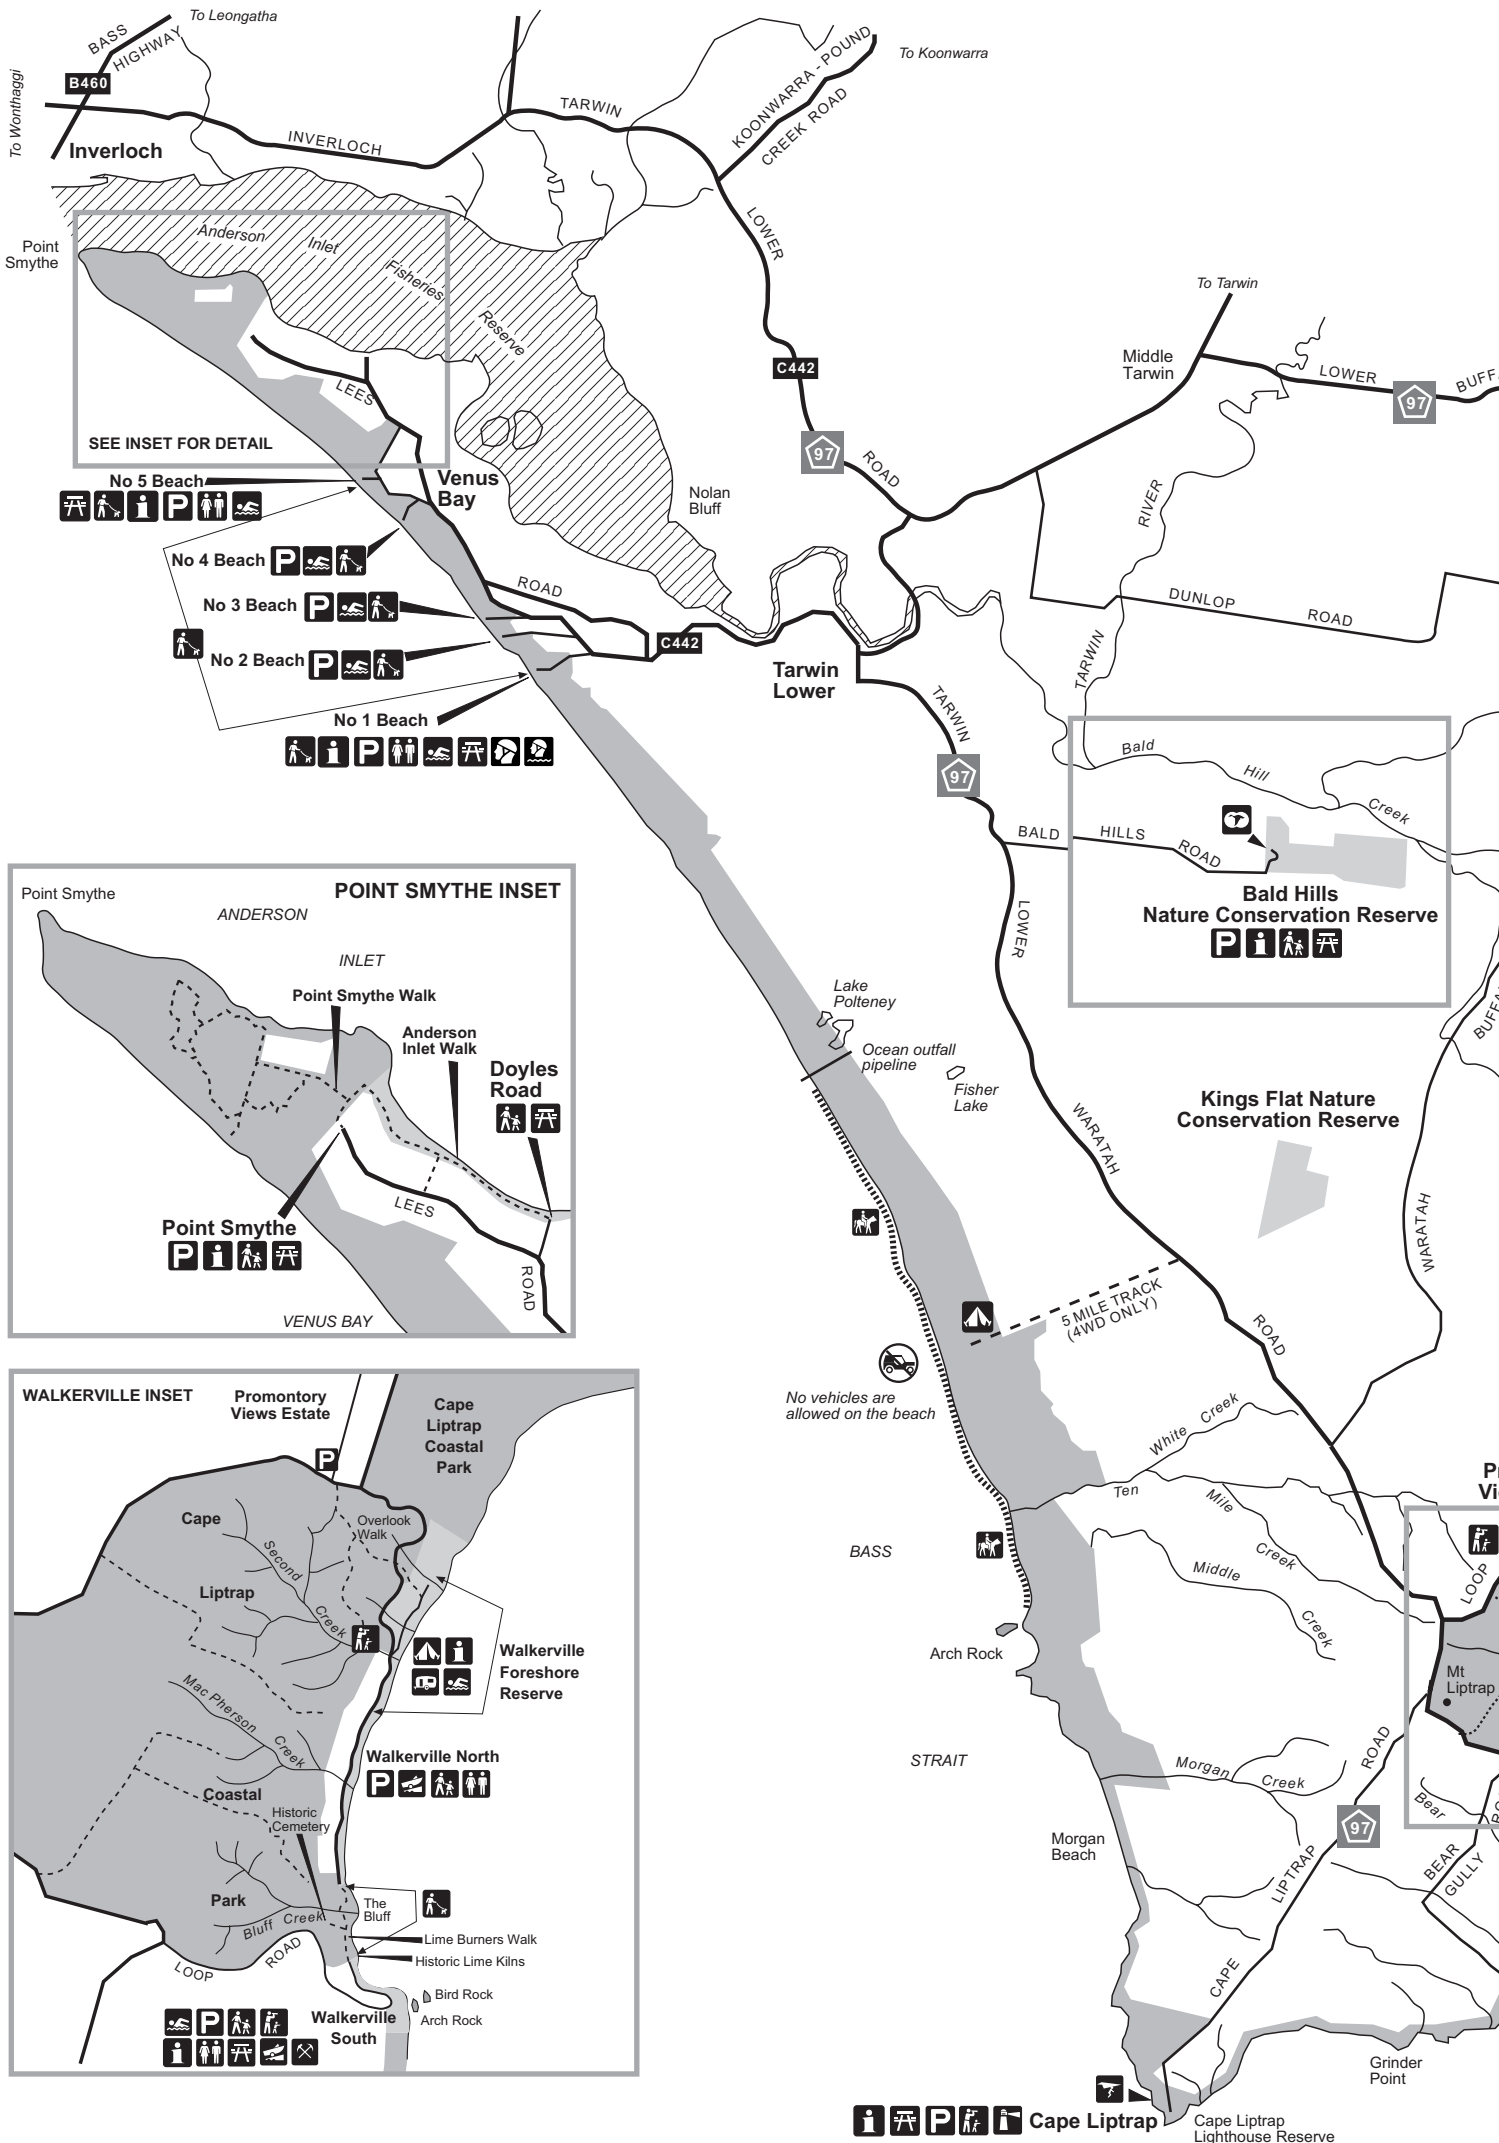 To Leongatha
BASS
HIGHWAY
B460
To Wonthaggi
Inverloch
INVERLOCH
TARWIN
KOONWARRA - POUND
CREEK ROAD
To Koonwarra
LOWER
Point
Smythe
Anderson
Inlet
Fisheries
Reserve
LEES
SEE INSET FOR DETAIL
C442
97
ROAD
To Tarwin
Middle
Tarwin
LOWER
97
BUFF
No 5 Beach
P
Venus
Bay
Nolan
Bluff
RIVER
No 4 Beach
P
No 3 Beach
P
ROAD
DUNLOP
ROAD
No 2 Beach
P
C442
Tarwin
Lower
TARWIN
No 1 Beach
P
TARWIN
97
Bald
Hill
Creek
BALD
HILLS
ROAD
Bald Hills
Nature Conservation Reserve
P
LOWER
POINT SMYTHE INSET
Point Smythe
ANDERSON
INLET
Point Smythe Walk
Anderson
Inlet Walk
Doyles
Road
LEES
Point Smythe
P
ROAD
VENUS BAY
Lake
Polteney
Ocean outfall
pipeline
Fisher
Lake
BUFFA
Kings Flat Nature
Conservation Reserve
WARATAH
WARATAH
5 MILE TRACK
(4WD ONLY)
ROAD
No vehicles are
allowed on the beach
White
Creek
Ten
Mile
Creek
Middle
Creek
BASS
STRAIT
Arch Rock
Pr
Vi
LOOP
Mt
Liptrap
ROAD
Morgan
Creek
97
Bear
Morgan
Beach
BEAR
GULLY
LIPTRAP
CAPE
Grinder
Point
P
Cape Liptrap
Cape Liptrap
Lighthouse Reserve
WALKERVILLE INSET
Promontory
Views Estate
P
Cape
Liptrap
Coastal
Park
Cape
Overlook
Walk
Second
Creek
Liptrap
Walkerville
Foreshore
Reserve
Mac Pherson
Creek
Walkerville North
P
Coastal
Historic
Cemetery
Park
The
Bluff
Bluff Creek
Lime Burners Walk
Historic Lime Kilns
LOOP
ROAD
Bird Rock
Arch Rock
Walkerville
South
P